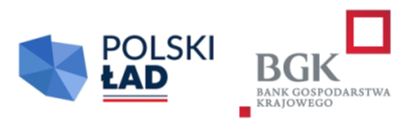 POLSKI
ŁAD
BGK
BANK GOSPODARSTWA
KRAJOWEGO